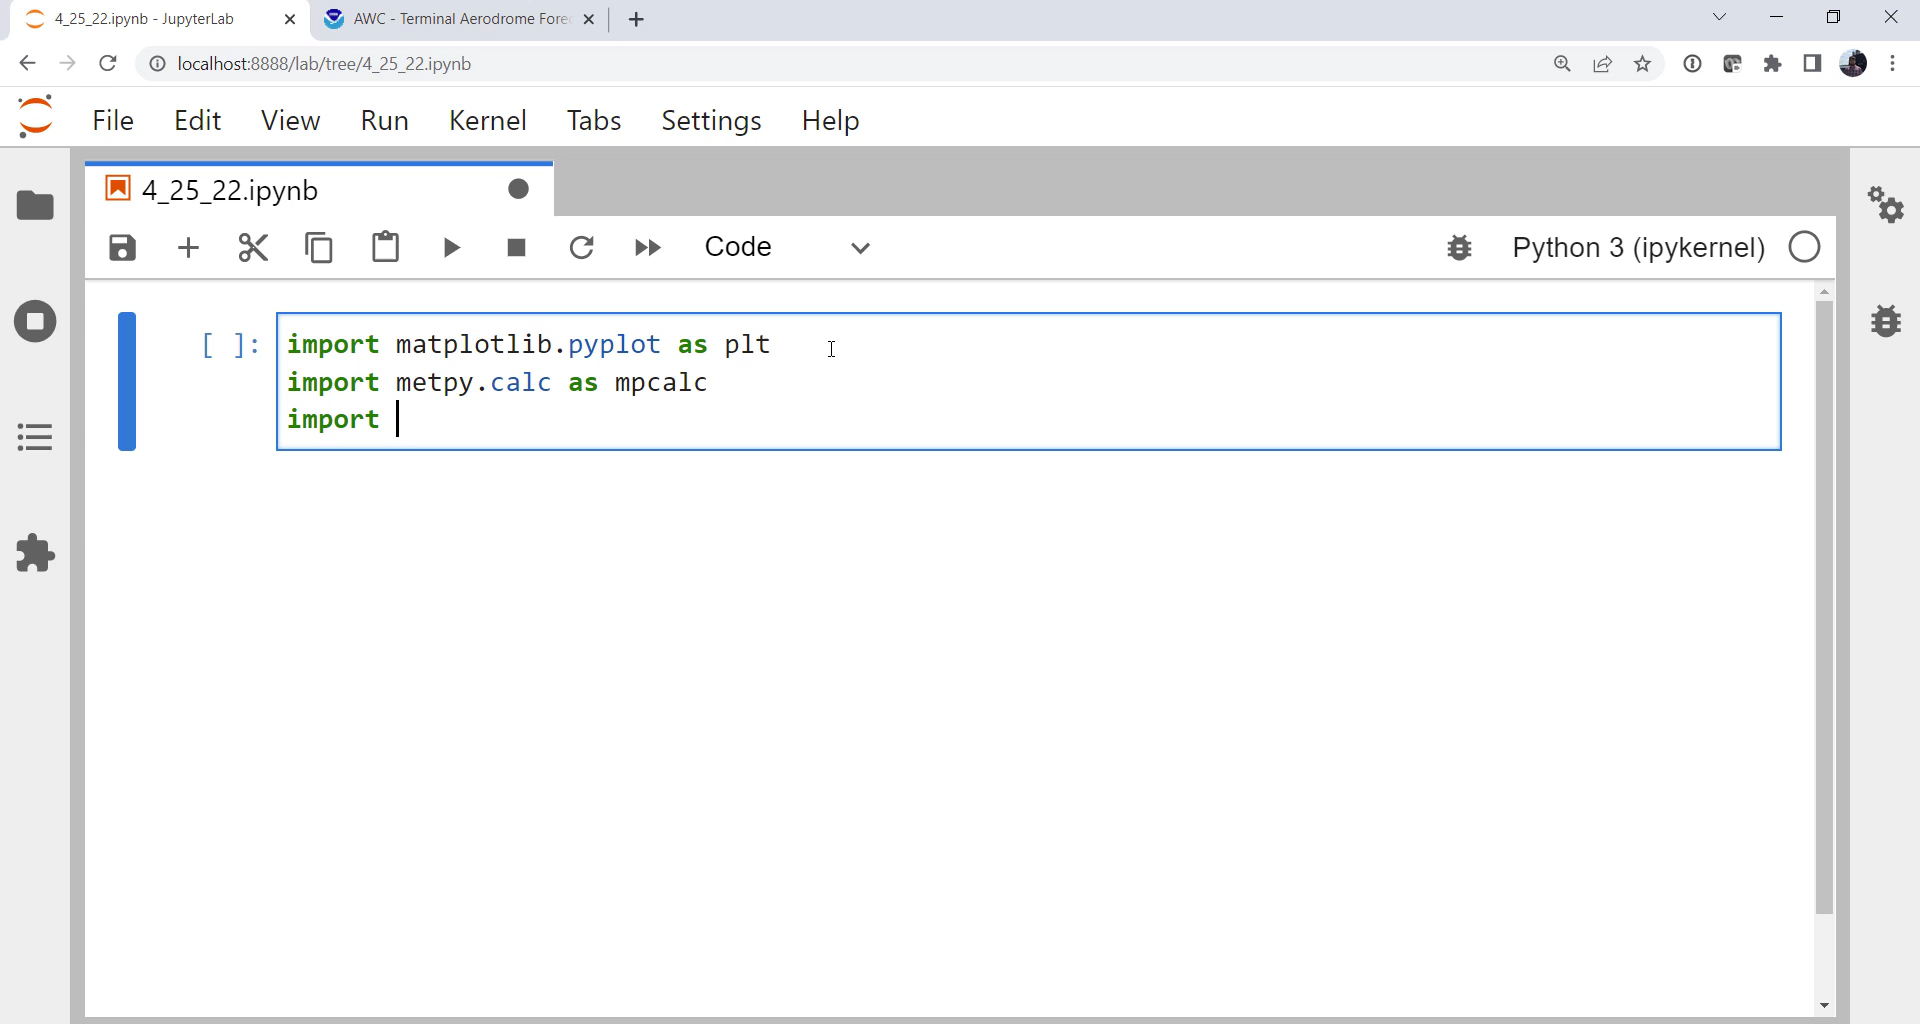 4_25_22.ipynb - JupyterLab
AWC - Terminal Aerodrome Fore
localhost:8888/lab/tree/4_25_22.ipynb
File Edit View Run Kernel Tabs Settings Help
4_25_22.ipynb
Code
Python 3 (ipykernel)
[ ]: import matplotlib.pyplot as plt
import metpy.calc as mpcalc
import